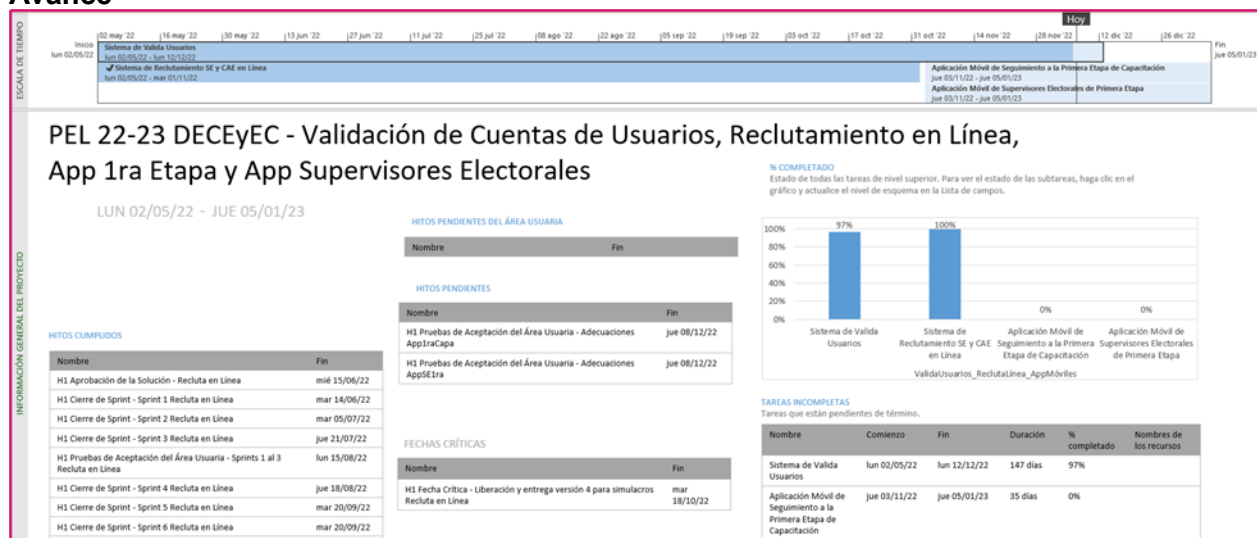 Avance
ESCALA DE TIEMPO
Hoy
02 may '22 16 may '22 30 may '22 13 jun '22 27 jun '22 11 jul '22 25 jul '22 08 ago '22 22 ago '22 05 sep '22 19 sep '22 03 oct '22 17 oct '22 31 oct '22 14 nov '22 28 nov '22 12 dic '22 26 dic '22
Inicio
lun 02/05/22
Sistema de Valida Usuarios
lun 02/05/22 - lun 12/12/22
✓ Sistema de Reclutamiento SE y CAE en Línea
lun 02/05/22 - mar 01/11/22
Aplicación Móvil de Seguimiento a la Primera Etapa de Capacitación
jue 03/11/22 - jue 05/01/23
Aplicación Móvil de Supervisores Electorales de Primera Etapa
jue 03/11/22 - jue 05/01/23
Fin
jue 05/01/23
INFORMACIÓN GENERAL DEL PROYECTO
PEL 22-23 DECEyEC - Validación de Cuentas de Usuarios, Reclutamiento en Línea,
App 1ra Etapa y App Supervisores Electorales
LUN 02/05/22 - JUE 05/01/23
HITOS CUMPLIDOS
Nombre Fin
H1 Aprobación de la Solución - Recluta en Línea mié 15/06/22
H1 Cierre de Sprint - Sprint 1 Recluta en Línea mar 14/06/22
H1 Cierre de Sprint - Sprint 2 Recluta en Línea mar 05/07/22
H1 Cierre de Sprint - Sprint 3 Recluta en Línea jue 21/07/22
H1 Pruebas de Aceptación del Área Usuaria - Sprints 1 al 3 lun 15/08/22
Recluta en Línea
H1 Cierre de Sprint - Sprint 4 Recluta en Línea jue 18/08/22
H1 Cierre de Sprint - Sprint 5 Recluta en Línea mar 20/09/22
H1 Cierre de Sprint - Sprint 6 Recluta en Línea mar 20/09/22
HITOS PENDIENTES DEL ÁREA USUARIA
Nombre Fin
HITOS PENDIENTES
Nombre Fin
H1 Pruebas de Aceptación del Área Usuaria - Adecuaciones jue 08/12/22
App1raCapa
H1 Pruebas de Aceptación del Área Usuaria - Adecuaciones jue 08/12/22
AppSE1ra
FECHAS CRÍTICAS
Nombre Fin
H1 Fecha Crítica - Liberación y entrega versión 4 para simulacros mar
Recluta en Línea 18/10/22
% COMPLETADO
Estado de todas las tareas de nivel superior. Para ver el estado de las subtareas, haga clic en el
gráfico y actualice el nivel de esquema en la Lista de campos.
100%
80%
60%
40%
20%
0%
97% 100% 0% 0%
Sistema de Valida Sistema de Aplicación Móvil de Aplicación Móvil de
Usuarios Reclutamiento SE y CAE Seguimiento a la Primera Supervisores Electorales
en Línea Etapa de Capacitación de Primera Etapa
ValidaUsuarios_ReclutaLínea_AppMóviles
TAREAS INCOMPLETAS
Tareas que están pendientes de término.
Nombre Comienzo Fin Duración % Nombres de
completado los recursos
Sistema de Valida lun 02/05/22 lun 12/12/22 147 días 97%
Usuarios
Aplicación Móvil de jue 03/11/22 jue 05/01/23 35 días 0%
Seguimiento a la
Primera Etapa de
Capacitación